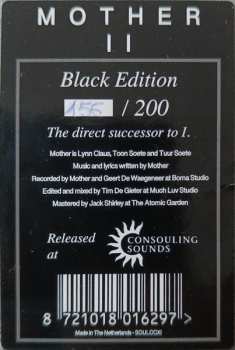 MOTHER
II
Black Edition
156 / 200
The direct successor to I.
Mother is Lynn Claus, Toon Soete and Tuur Soete
Music and lyrics written by Mother
Recorded by Mother and Geert De Waegeneer at Boma Studio
Edited and mixed by Tim De Gieter at Much Luv Studio
Mastered by Jack Shirley at The Atomic Garden
Released
at
CONSOULING
SOUNDS
Made in The Netherlands -
8 721018 016297 >